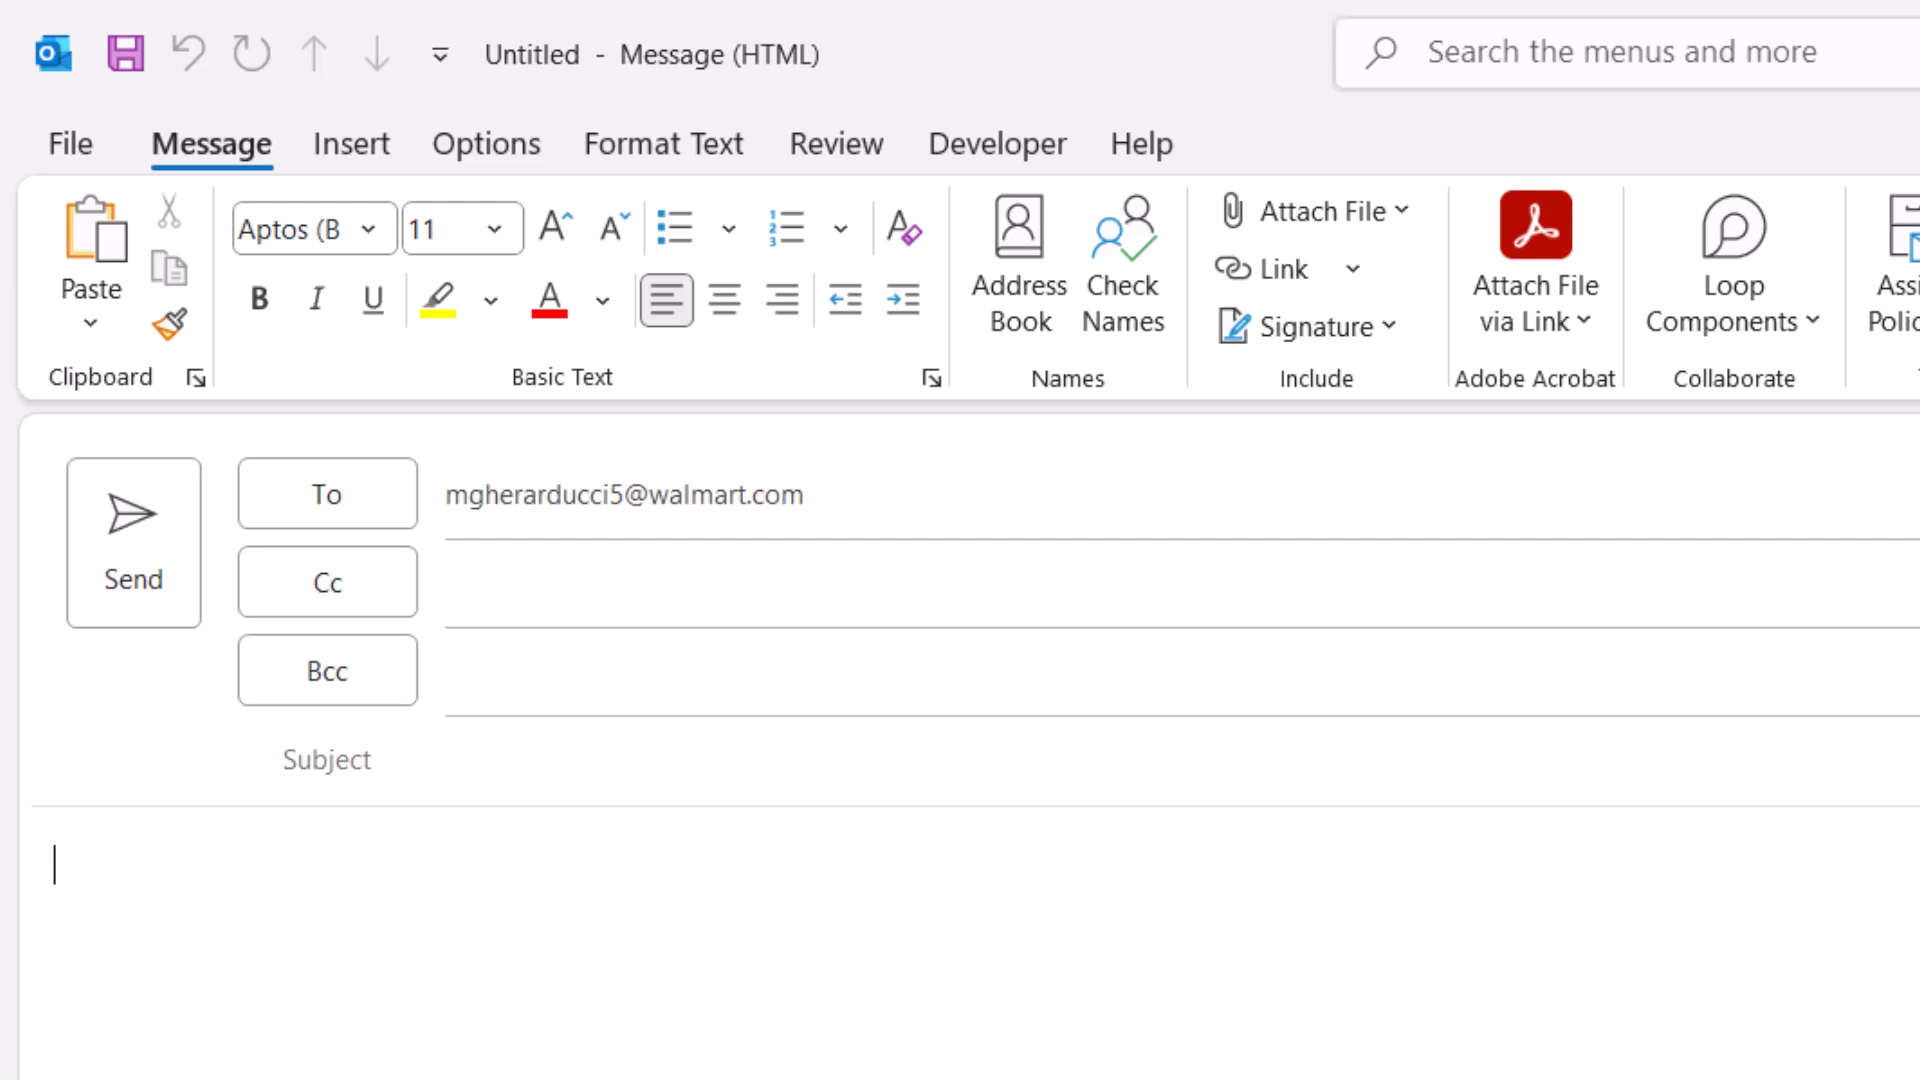 Untitled - Message (HTML)
Search the menus and more
File Message Insert Options Format Text Review Developer Help
Paste
Clipboard
Aptos (B
11
B I U
Basic Text
Address Book
Check Names
Names
Attach File
Link
Signature
Include
Attach File via Link
Adobe Acrobat
Loop Components
Collaborate
Send
To
mgherarducci5@walmart.com
Cc
Bcc
Subject